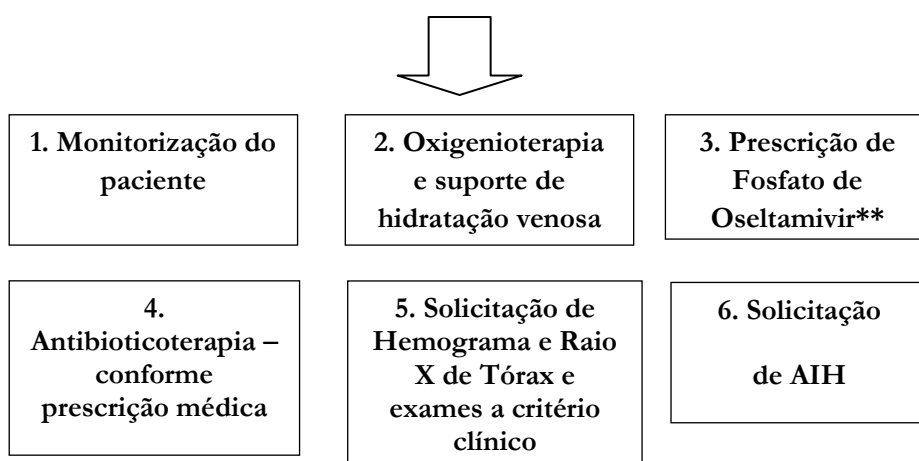 1. Monitorização do
paciente
2. Oxigenioterapia
e suporte de
hidratação venosa
3. Prescrição de
Fosfato de
Oseltamivir**
4.
Antibioticoterapia –
conforme
prescrição médica
5. Solicitação de
Hemograma e Raio
X de Tórax e
exames a critério
clínico
6. Solicitação
de AIH